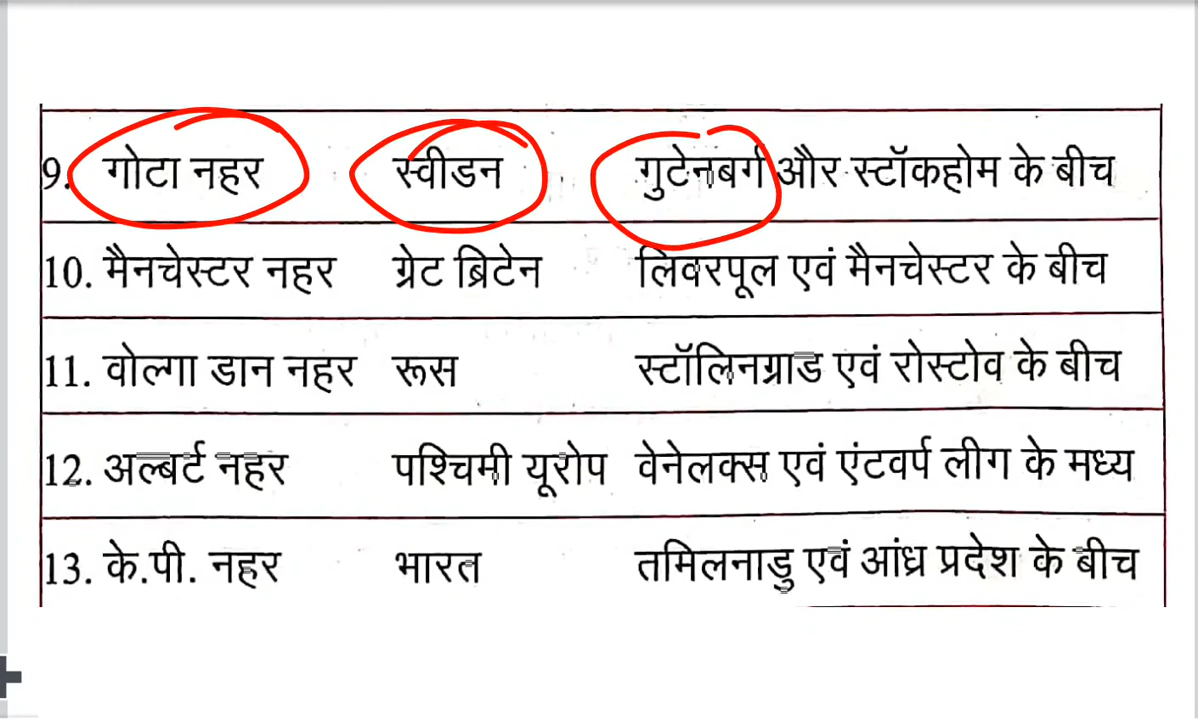 9. गोटा नहर स्वीडन गुटेनबर्ग और स्टॉकहोम के बीच
10. मैनचेस्टर नहर ग्रेट ब्रिटेन लिवरपूल एवं मैनचेस्टर के बीच
11. वोल्गा डान नहर रूस स्टॉलिनग्राड एवं रोस्टोव के बीच
12. अल्बर्ट नहर पश्चिमी यूरोप वेनेलक्स एवं एंटवर्प लीग के मध्य
13. के.पी. नहर भारत तमिलनाडु एवं आंध्र प्रदेश के बीच